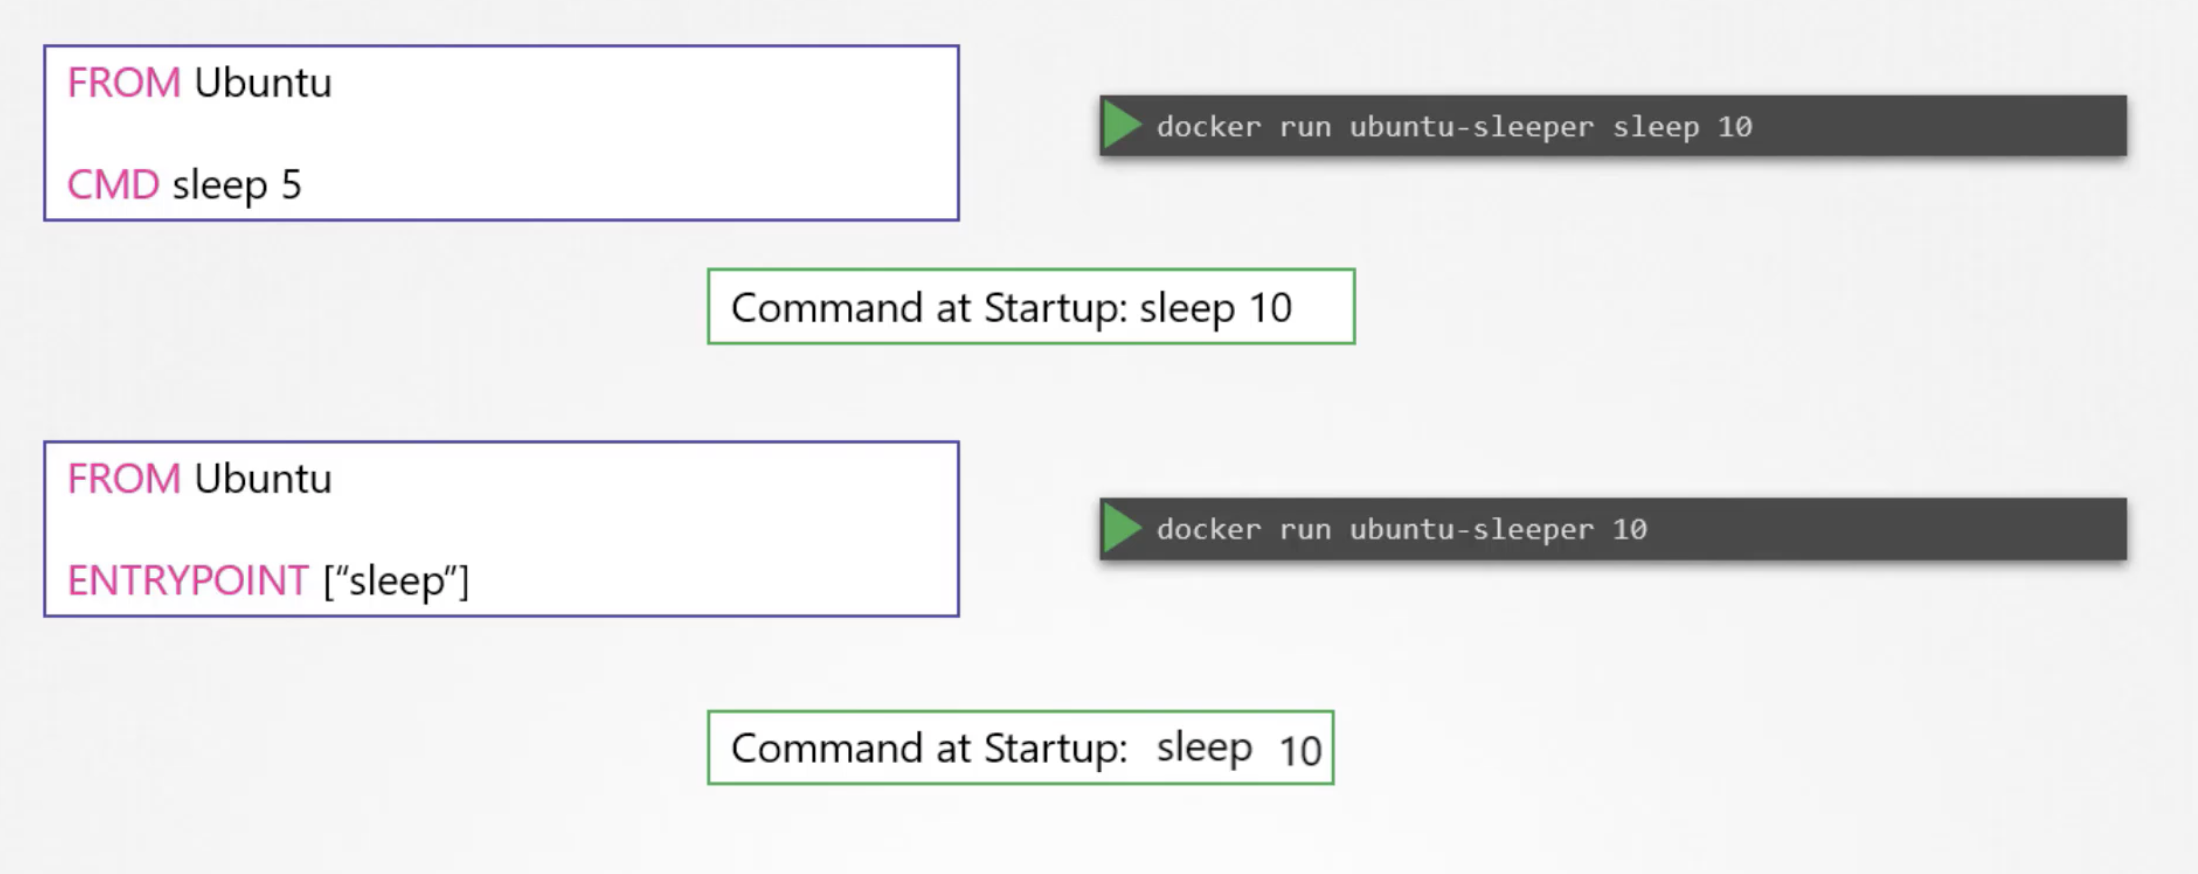 FROM Ubuntu
CMD sleep 5
docker run ubuntu-sleeper sleep 10
Command at Startup: sleep 10
FROM Ubuntu
ENTRYPOINT [“sleep”]
docker run ubuntu-sleeper 10
Command at Startup: sleep 10